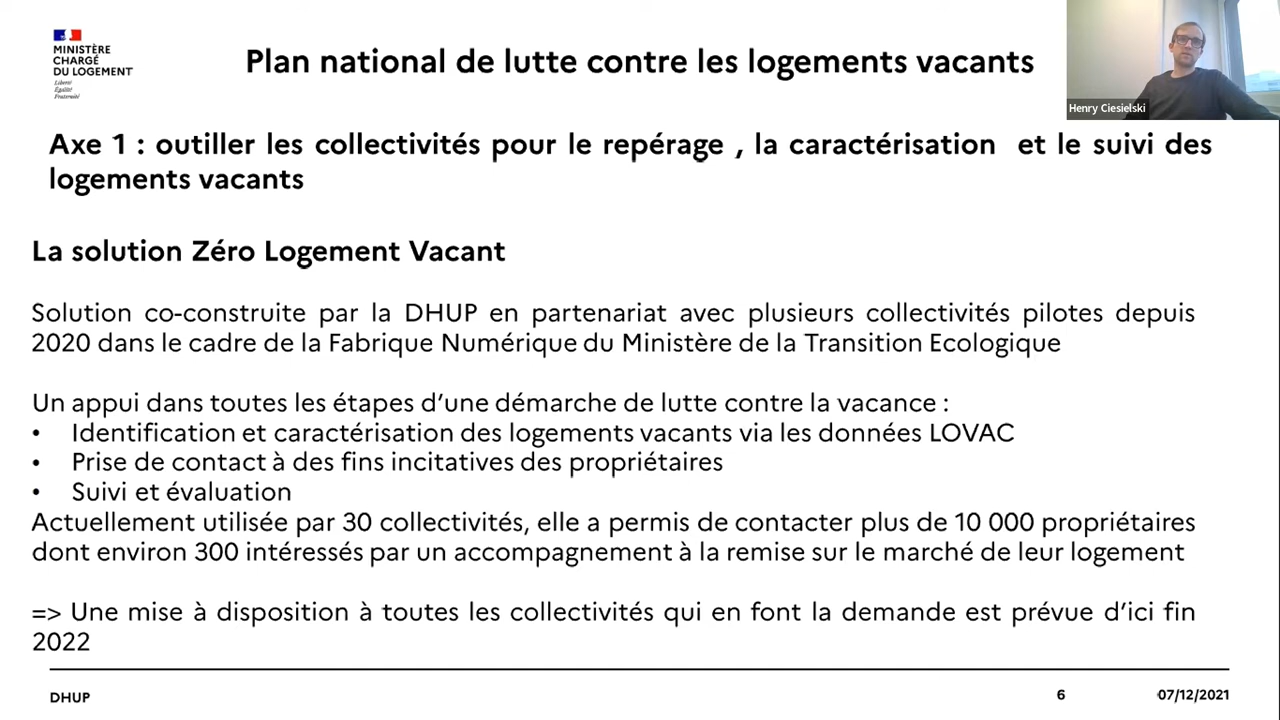 MINISTÈRE
CHARGÉ
DU LOGEMENT
Liberté
Égalité
Fraternité
Plan national de lutte contre les logements vacants
Henry Ciesielski
Axe 1 : outiller les collectivités pour le repérage , la caractérisation et le suivi des
logements vacants
La solution Zéro Logement Vacant
Solution co-construite par la DHUP en partenariat avec plusieurs collectivités pilotes depuis
2020 dans le cadre de la Fabrique Numérique du Ministère de la Transition Ecologique
Un appui dans toutes les étapes d’une démarche de lutte contre la vacance :
• Identification et caractérisation des logements vacants via les données LOVAC
• Prise de contact à des fins incitatives des propriétaires
• Suivi et évaluation
Actuellement utilisée par 30 collectivités, elle a permis de contacter plus de 10 000 propriétaires
dont environ 300 intéressés par un accompagnement à la remise sur le marché de leur logement
=> Une mise à disposition à toutes les collectivités qui en font la demande est prévue d’ici fin
2022
DHUP
6
07/12/2021